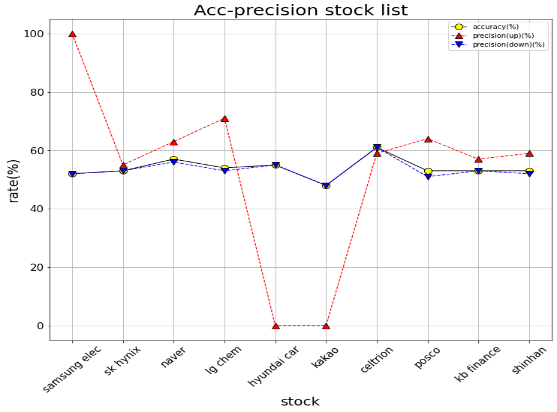 Acc-precision stock list
accuracy(%)
precision(up)(%)
precision(down)(%)
100
80
60
40
20
0
rate(%)
samsung elec
sk hynix
naver
lg chem
hyundai car
kakao
celtrion
posco
kb finance
shinhan
stock